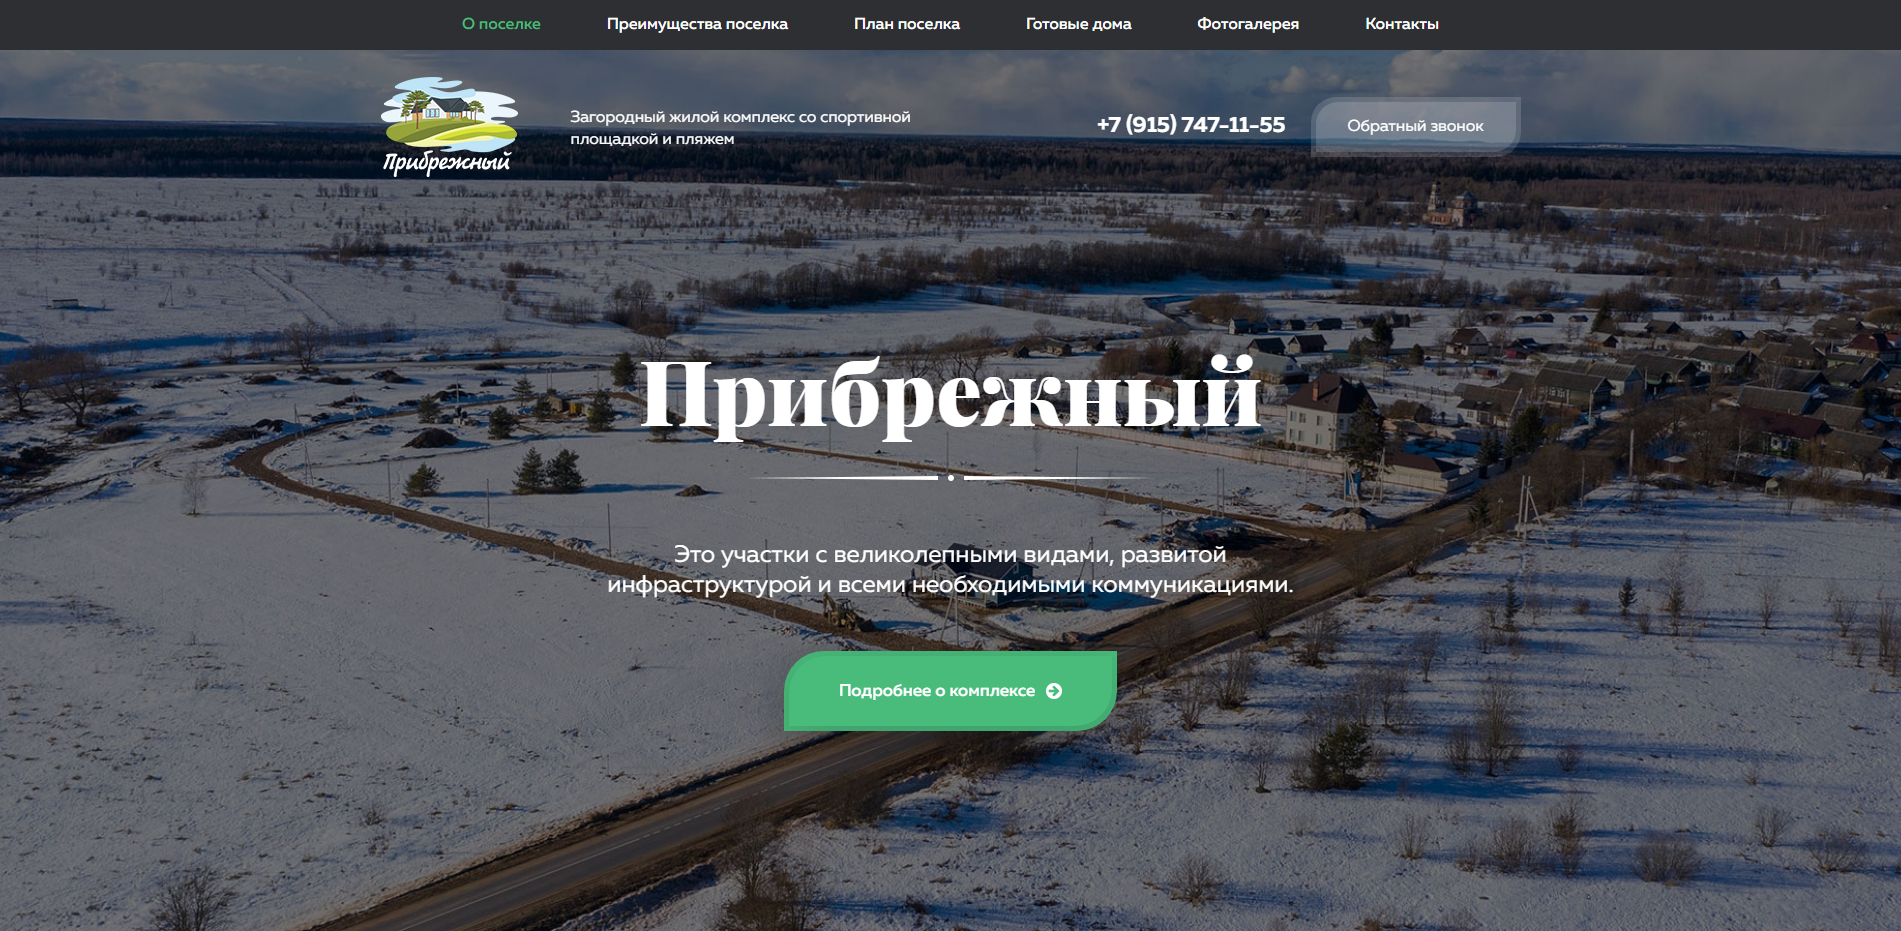 О поселке
Преимущества поселка
План поселка
Готовые дома
Фотогалерея
Контакты
Прибрежный
Загородный жилой комплекс со спортивной
площадкой и пляжем
+7 (915) 747-11-55
Обратный звонок
Прибрежный
Это участки с великолепными видами, развитой
инфраструктурой и всеми необходимыми коммуникациями.
Подробнее о комплексе